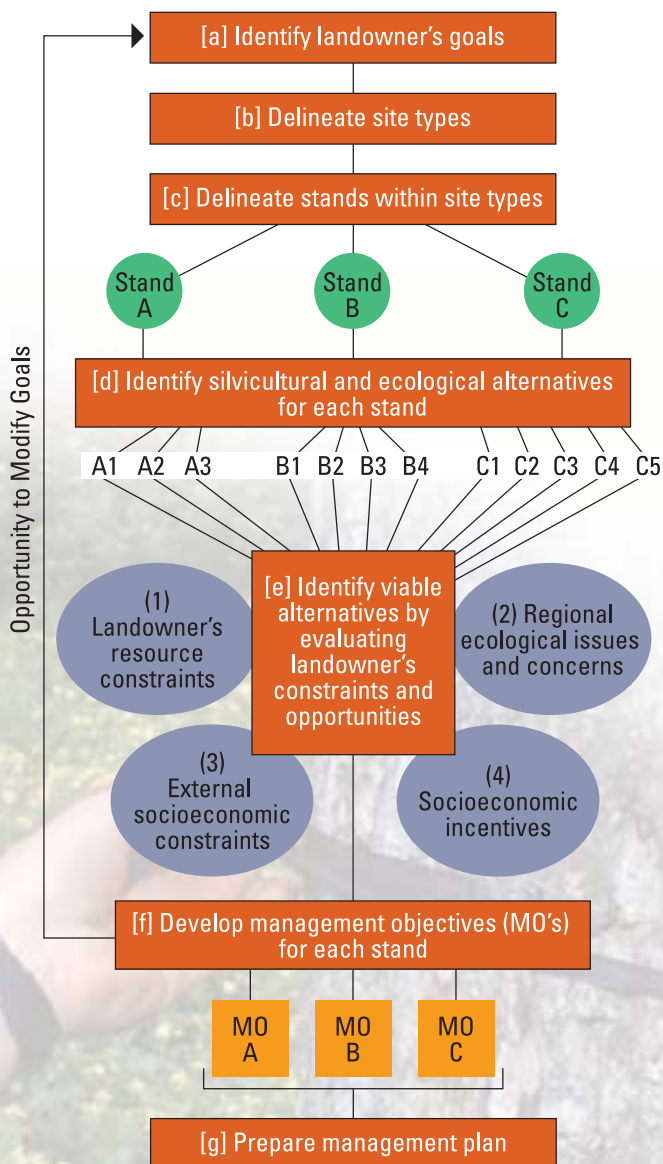 [a] Identify landowner's goals
[b] Delineate site types
[c] Delineate stands within site types
Stand
A
Stand
B
Stand
C
[d] Identify silvicultural and ecological alternatives
for each stand
A1 A2 A3 B1 B2 B3 B4 C1 C2 C3 C4 C5
[e] Identify viable
alternatives by
evaluating
landowner's
constraints and
opportunities
(1)
Landowner's
resource
constraints
(2) Regional
ecological issues
and concerns
(3)
External
socioeconomic
constraints
(4)
Socioeconomic
incentives
[f] Develop management objectives (MO's)
for each stand
MO
A
MO
B
MO
C
[g] Prepare management plan
Opportunity to Modify Goals